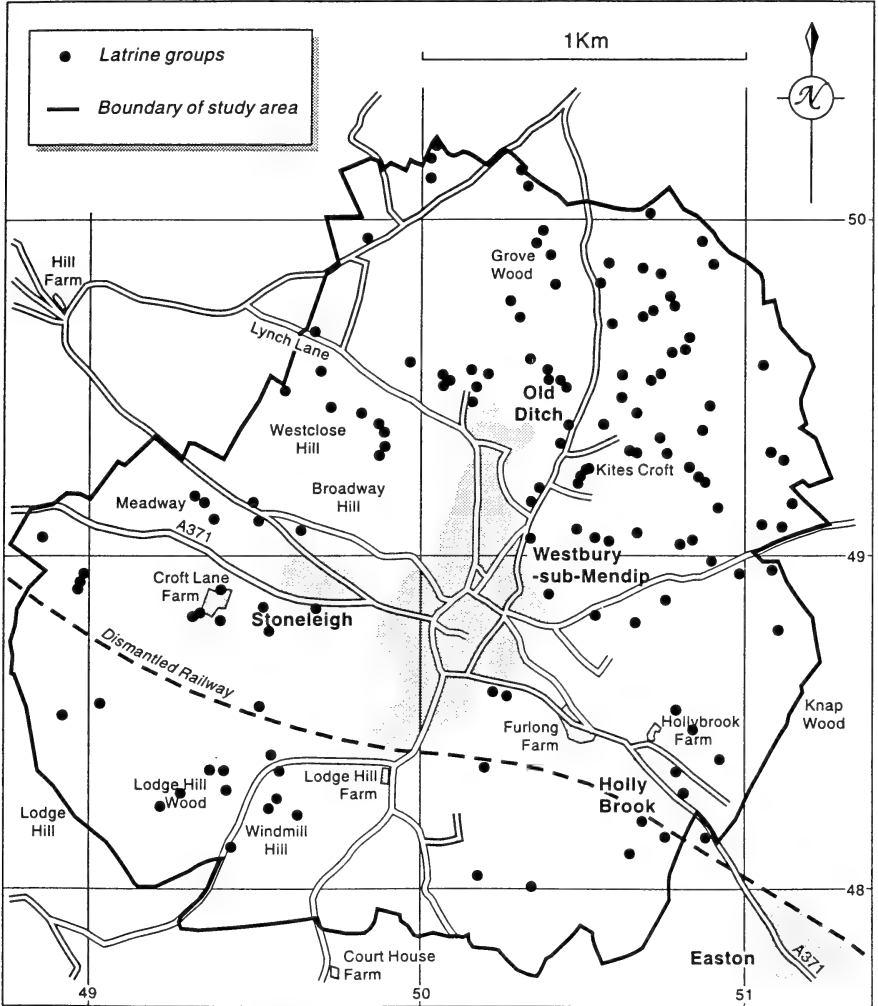 Latrine groups
Boundary of study area
1Km
N
50
Hill
Farm
Grove
Wood
Lynch Lane
Old
Ditch
Westclose
Hill
Kites Croft
Broadway
Hill
Meadway
A371
49
Westbury
-sub-Mendip
Croft Lane
Farm
Stoneleigh
Dismantled Railway
Knap
Wood
Furlong
Farm
Hollybrook
Farm
Lodge Hill
Wood
Lodge Hill
Farm
Holly
Brook
Lodge
Hill
Windmill
Hill
48
Court House
Farm
Easton
A371
49
50
51